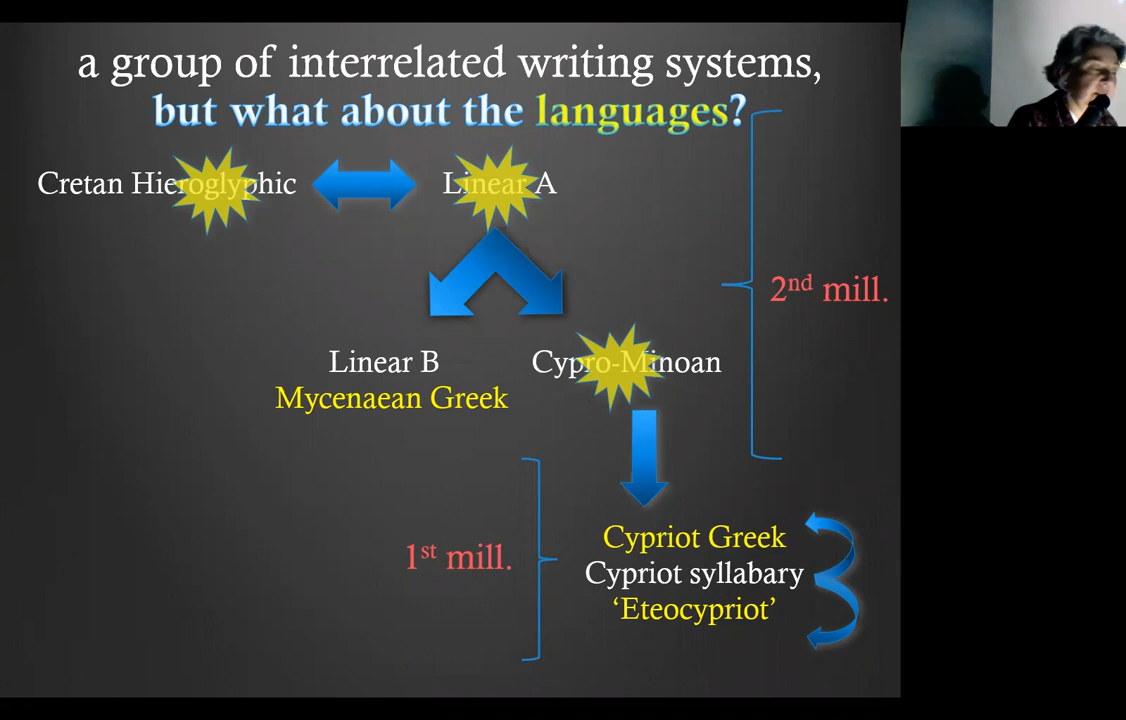 a group of interrelated writing systems,
but what about the languages?
Cretan Hieroglyphic
Linear A
2nd mill.
Linear B
Cypro-Minoan
Mycenaean Greek
Cypriot Greek
1st mill.
Cypriot syllabary
‘Eteocypriot’